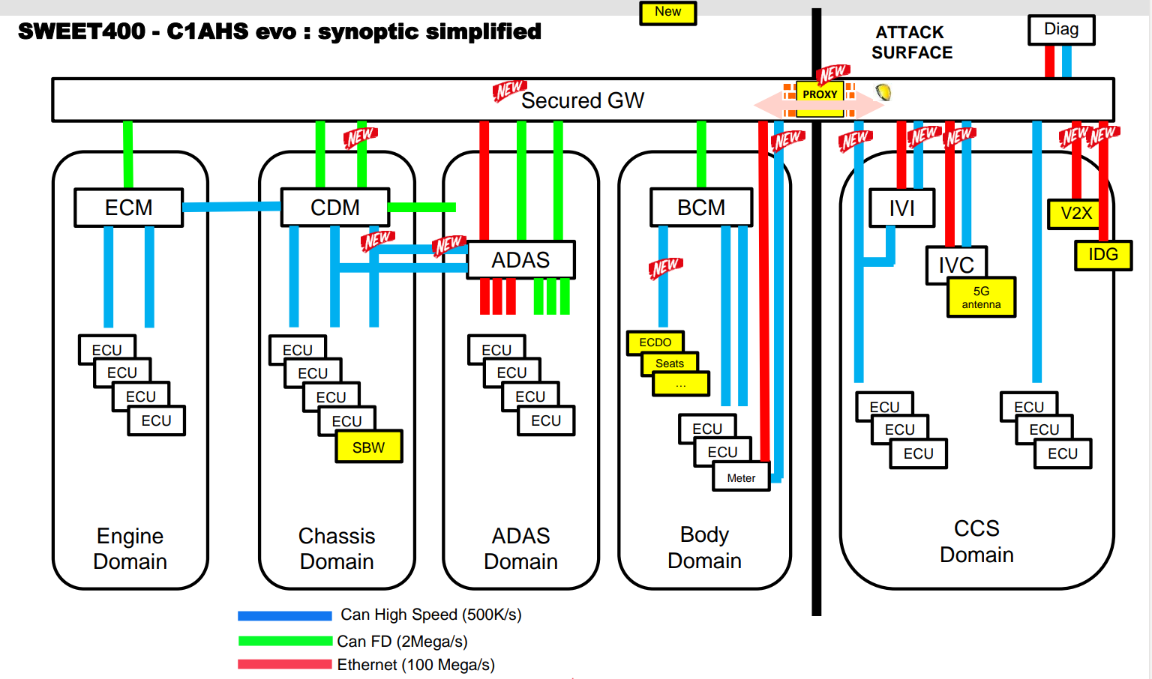 New
SWEET400 - C1AHS evo : synoptic simplified
ATTACK
SURFACE
Diag
NEW
NEW
Secured GW
PROXY
NEW
NEW
NEW
NEW
NEW
NEW
NEW
ECM
CDM
BCM
IVI
V2X
NEW
NEW
ADAS
IDG
NEW
IVC
5G
antenna
ECU
ECU
ECU
ECU
ECU
ECU
ECU
ECU
SBW
ECU
ECU
ECU
ECU
ECDO
Seats
...
ECU
ECU
Meter
ECU
ECU
ECU
ECU
ECU
ECU
Engine
Domain
Chassis
Domain
ADAS
Domain
Body
Domain
CCS
Domain
Can High Speed (500K/s)
Can FD (2Mega/s)
Ethernet (100 Mega/s)